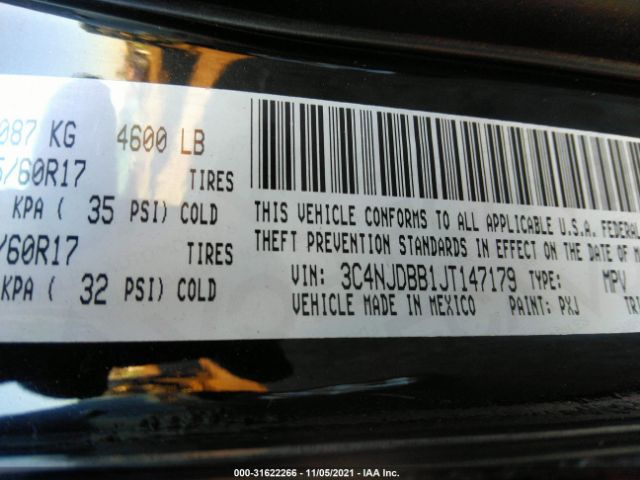 087 KG 4600 LB
/60R17 TIRES
KPA ( 35 PSI) COLD
/60R17 TIRES
KPA ( 32 PSI) COLD
THIS VEHICLE CONFORMS TO ALL APPLICABLE U.S.A. FEDERAL
THEFT PREVENTION STANDARDS IN EFFECT ON THE DATE OF M
VIN: 3C4NJDBB1JT147179 TYPE: MPV
VEHICLE MADE IN MEXICO PAINT: PXJ TRI
000-31622266 - 11/05/2021 - IAA Inc.